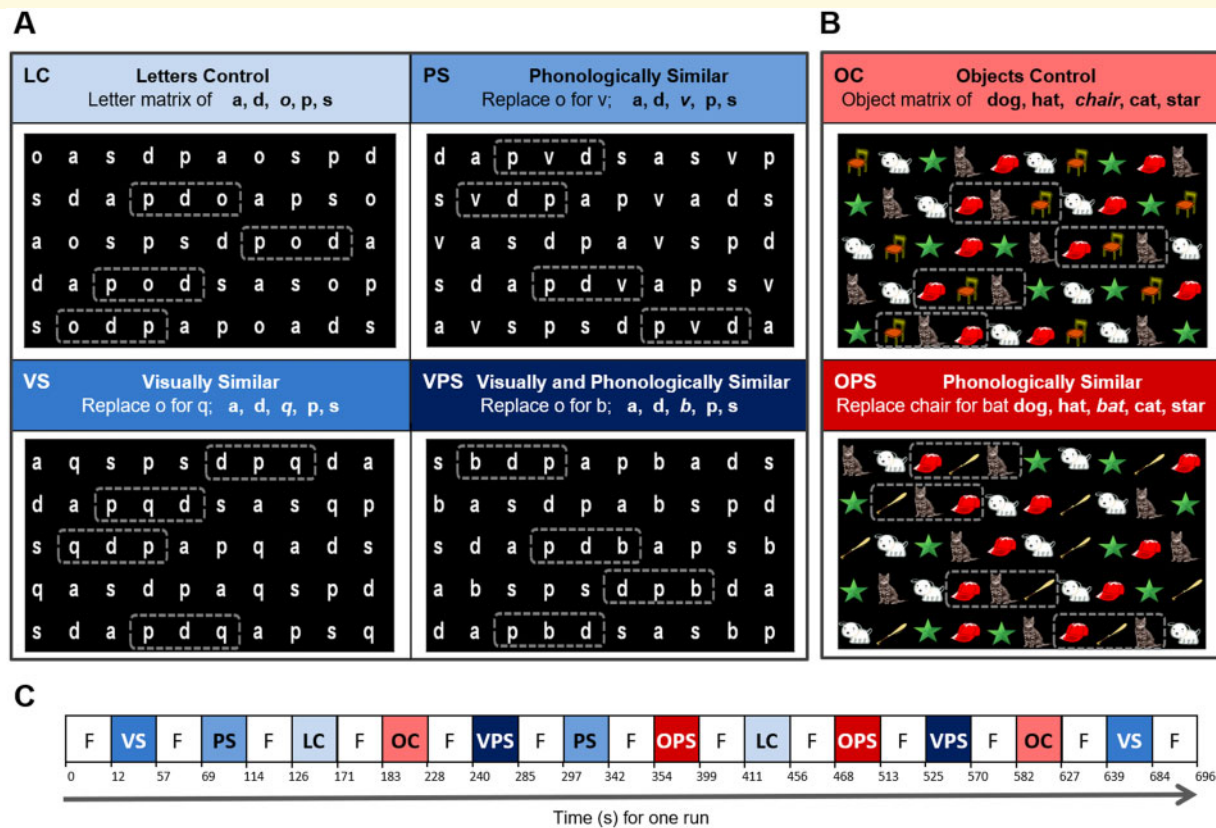 A
LC Letters Control
Letter matrix of a, d, o, p, s
o a s d p a o s p d
s d a p d o a p s o
a o s p s d p o d a
d a p o d s a s o p
s o d p a p o a d s
PS Phonologically Similar
Replace o for v; a, d, v, p, s
d a p v d s a s v p
s v d p a p v a d s
v a s d p a v s p d
s d a p d v a p s v
a v s p s d p v d a
VS Visually Similar
Replace o for q; a, d, q, p, s
a q s p s d p q d a
d a p q d s a s q p
s q d p a p q a d s
q a s d p a q s p d
s d a p d q a p s q
VPS Visually and Phonologically Similar
Replace o for b; a, d, b, p, s
s b d p a p b a d s
b a s d p a b s p d
s d a p d b a p s b
a b s p s d p b d a
d a p b d s a s b p
B
OC Objects Control
Object matrix of dog, hat, chair, cat, star
OPS Phonologically Similar
Replace chair for bat dog, hat, bat, cat, star
C
F VS F PS F LC F OC F VPS F PS F OPS F LC F OPS F VPS F OC F VS F
0 12 57 69 114 126 171 183 228 240 285 297 342 354 399 411 456 468 513 525 570 582 627 639 684 696
Time (s) for one run